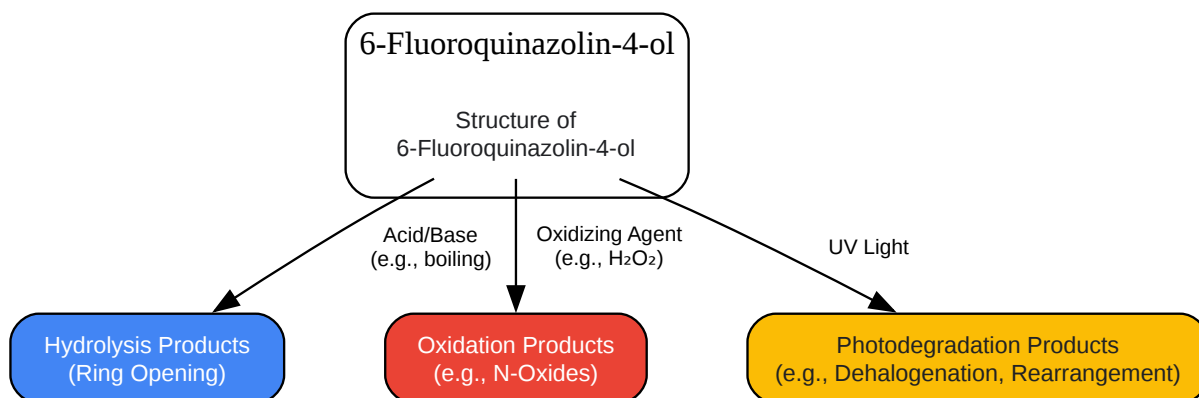 6-Fluoroquinazolin-4-ol
Structure of
6-Fluoroquinazolin-4-ol
Acid/Base
(e.g., boiling)
Oxidizing Agent
(e.g., H₂O₂)
UV Light
Hydrolysis Products
(Ring Opening)
Oxidation Products
(e.g., N-Oxides)
Photodegradation Products
(e.g., Dehalogenation, Rearrangement)